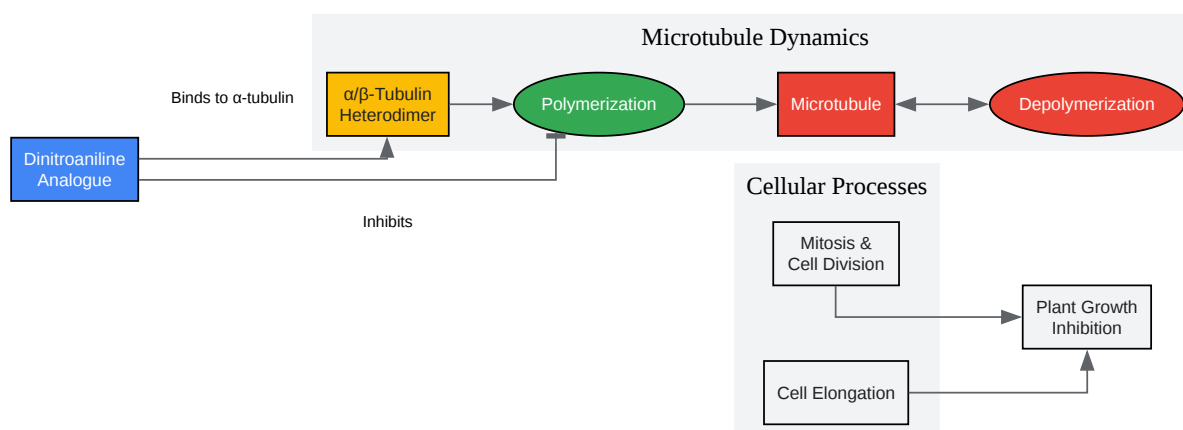 Microtubule Dynamics
Binds to α-tubulin
α/β-Tubulin
Heterodimer
Polymerization
Microtubule
Depolymerization
Dinitroaniline
Analogue
Inhibits
Cellular Processes
Mitosis &
Cell Division
Plant Growth
Inhibition
Cell Elongation